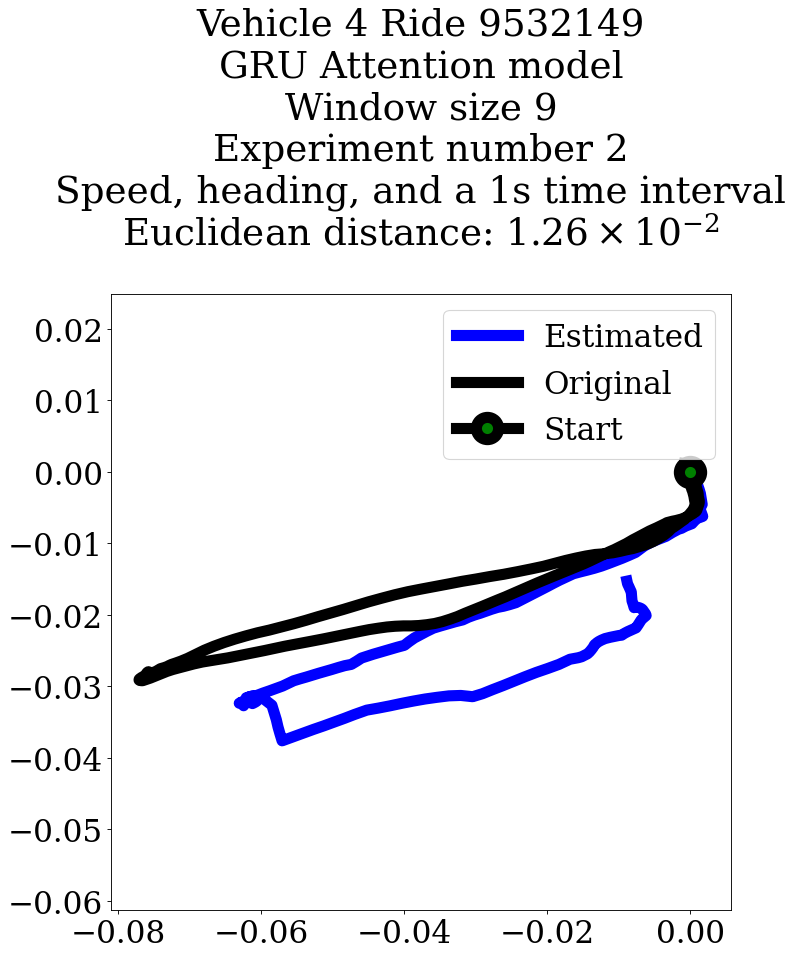 Vehicle 4 Ride 9532149
GRU Attention model
Window size 9
Experiment number 2
Speed, heading, and a 1s time interval
Euclidean distance: 1.26 × 10⁻²
Estimated
Original
Start
0.02
0.01
0.00
−0.01
−0.02
−0.03
−0.04
−0.05
−0.06
−0.08 −0.06 −0.04 −0.02 0.00